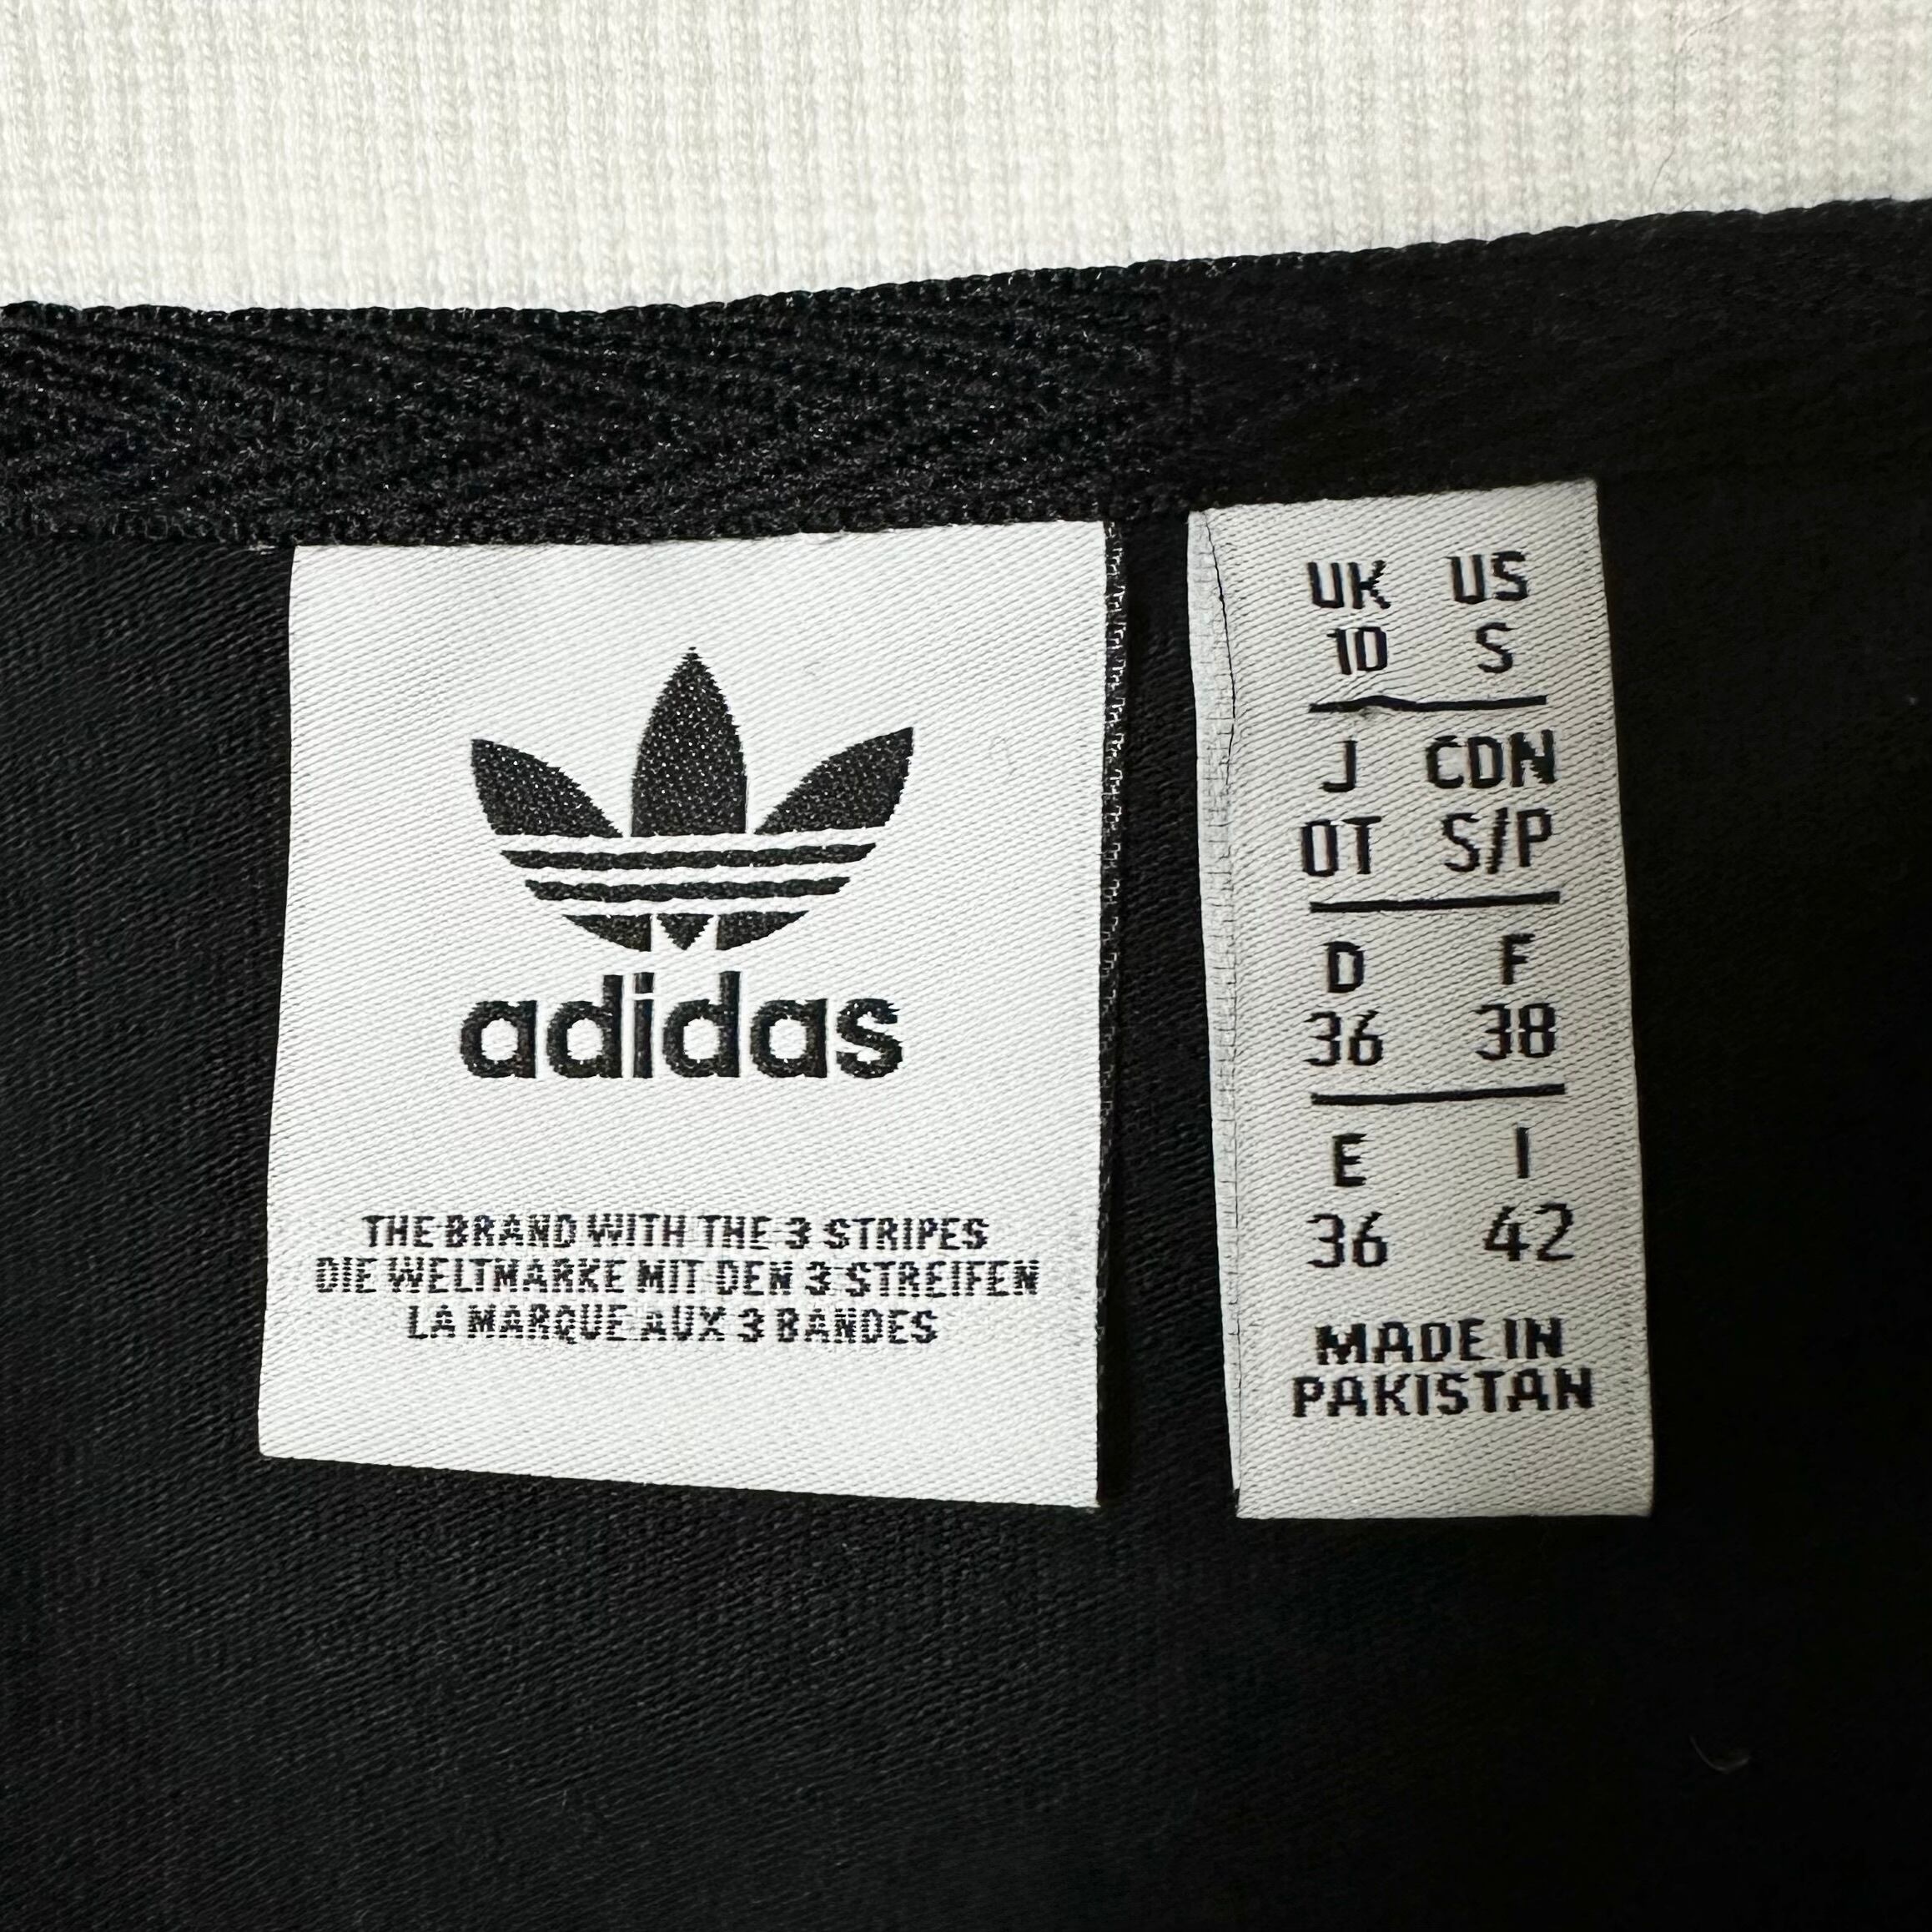 adidas
THE BRAND WITH THE 3 STRIPES
DIE WELTMARKE MIT DEN 3 STREIFEN
LA MARQUE AUX 3 BANDES
UK US
10 S
J CDN
OT S/P
D F
36 38
E I
36 42
MADE IN
PAKISTAN